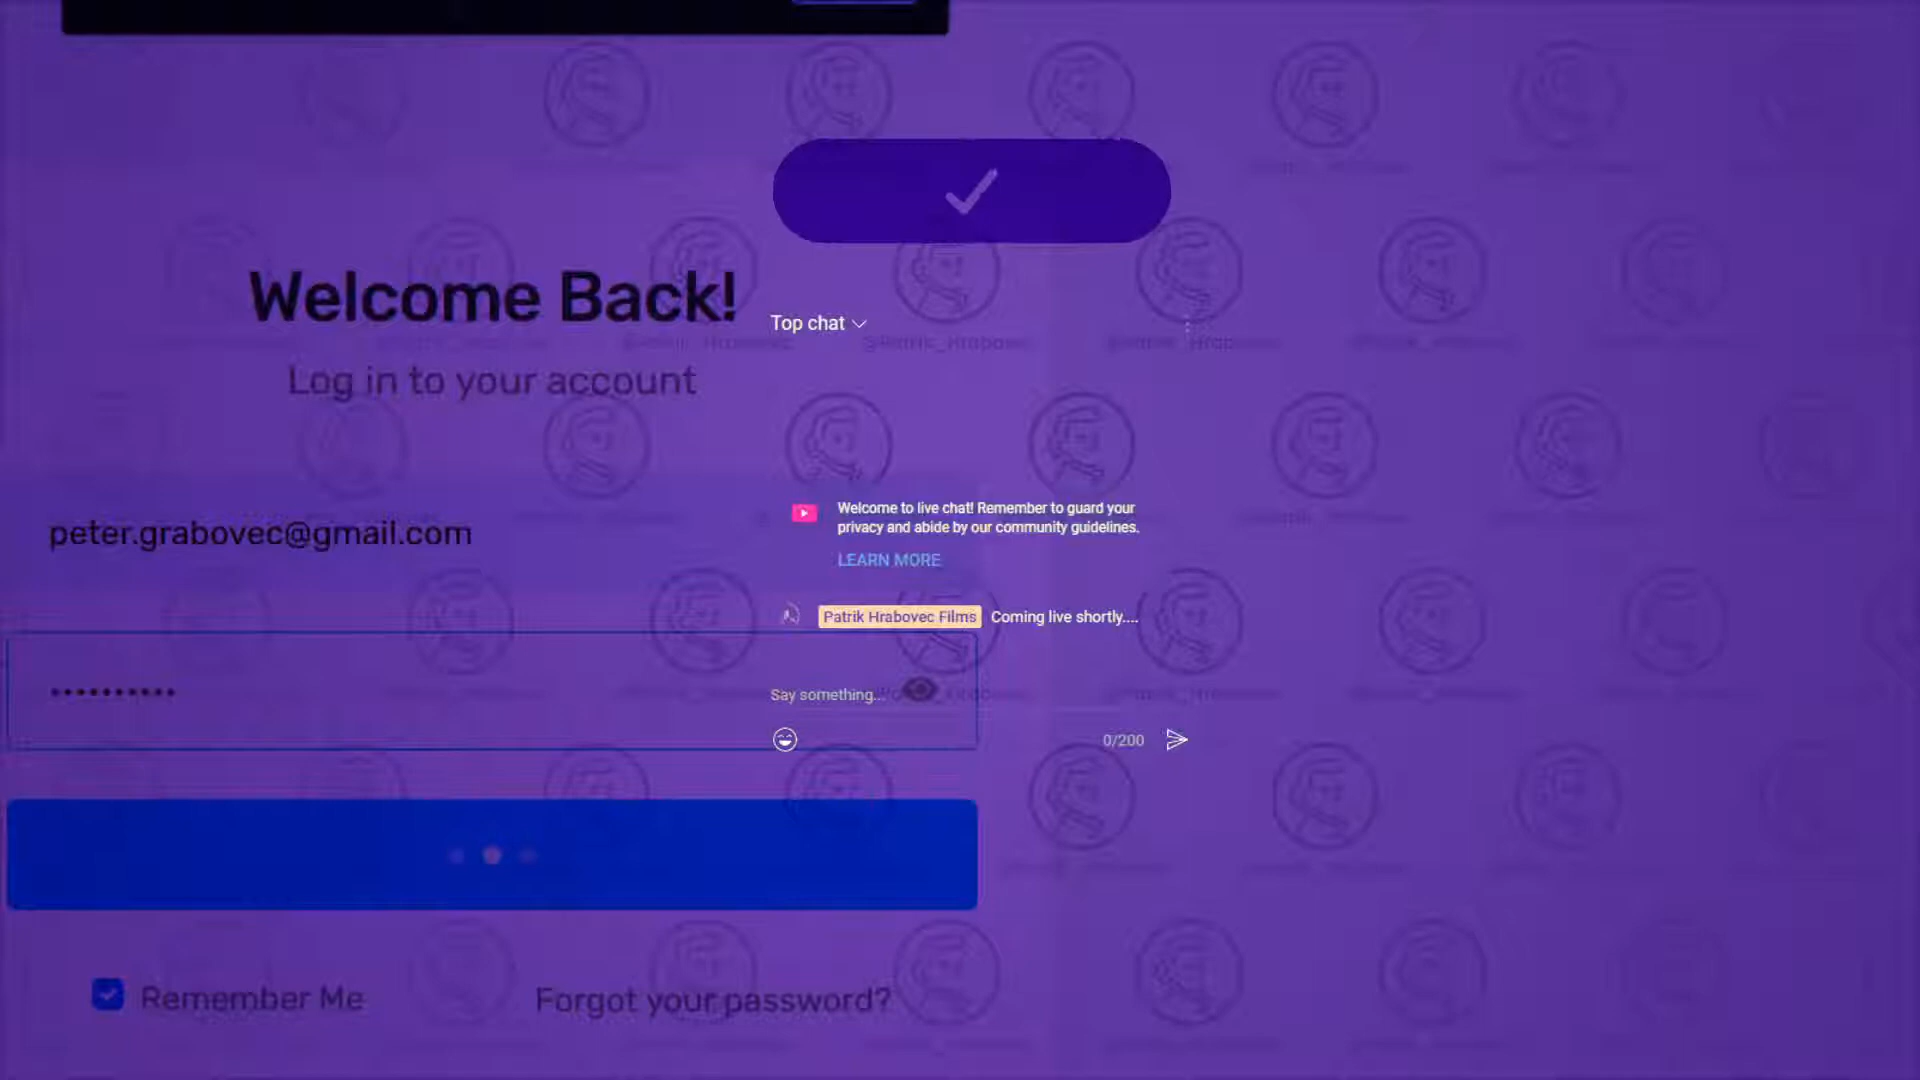 Welcome Back!
Log in to your account
peter.grabovec@gmail.com
••••••••••
Remember Me
Forgot your password?
Top chat
Welcome to live chat! Remember to guard your
privacy and abide by our community guidelines.
LEARN MORE
Patrik Hrabovec Films Coming live shortly....
Say something...
0/200
@Patrik_Hrabovec